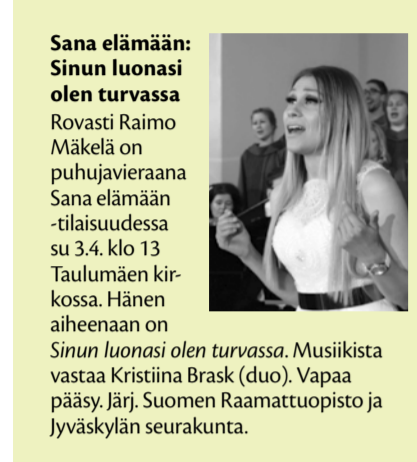 Sana elämään:
Sinun luonasi
olen turvassa
Rovasti Raimo
Mäkelä on
puhujavieraana
Sana elämään
-tilaisuudessa
su 3.4. klo 13
Taulumäen kir-
kossa. Hänen
aiheenaan on
Sinun luonasi olen turvassa. Musiikista
vastaa Kristiina Brask (duo). Vapaa
pääsy. Järj. Suomen Raamattuopisto ja
Jyväskylän seurakunta.